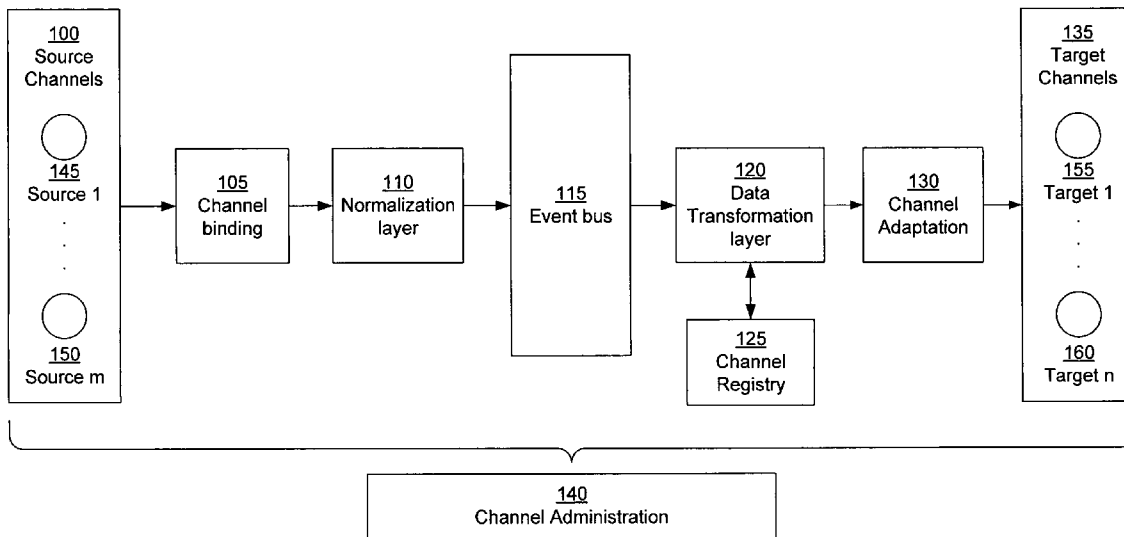 100
Source
Channels
145
Source 1
150
Source m
105
Channel
binding
110
Normalization
layer
115
Event bus
120
Data
Transformation
layer
125
Channel
Registry
130
Channel
Adaptation
135
Target
Channels
155
Target 1
160
Target n
140
Channel Administration